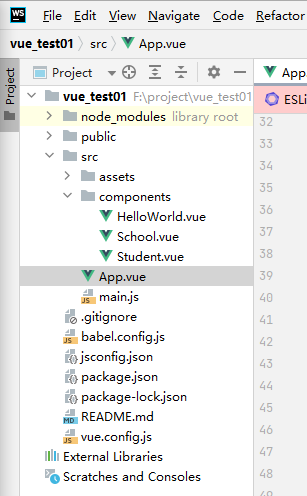 WS File Edit View Navigate Code Refactor
vue_test01 src App.vue
Project
Project App.
vue_test01 F:\project\vue_test01
ESLi
node_modules library root
32
public
33
src
34
assets
35
components
36
HelloWorld.vue
37
School.vue
Student.vue
38
App.vue
39
main.js
40
.gitignore
41
babel.config.js
42
jsconfig.json
43
package.json
44
package-lock.json
45
README.md
46
vue.config.js
47
External Libraries
48
Scratches and Consoles